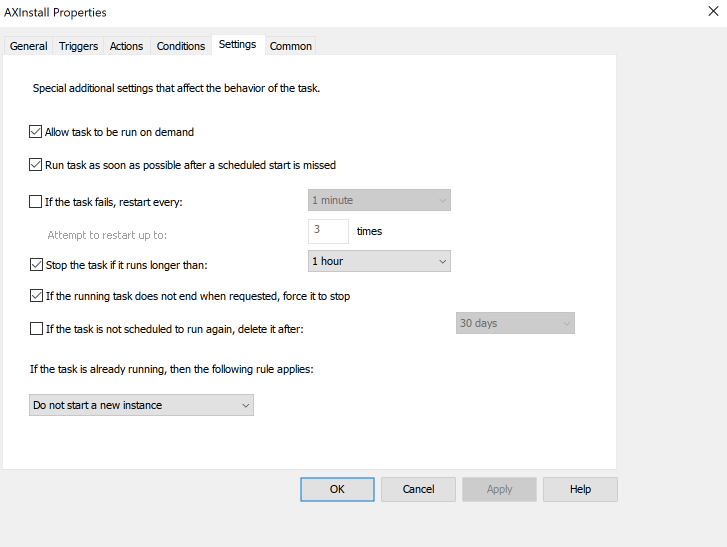 AXInstall Properties
General Triggers Actions Conditions Settings Common
Special additional settings that affect the behavior of the task.
Allow task to be run on demand
Run task as soon as possible after a scheduled start is missed
If the task fails, restart every: 1 minute
Attempt to restart up to: 3 times
Stop the task if it runs longer than: 1 hour
If the running task does not end when requested, force it to stop
If the task is not scheduled to run again, delete it after: 30 days
If the task is already running, then the following rule applies:
Do not start a new instance
OK Cancel Apply Help